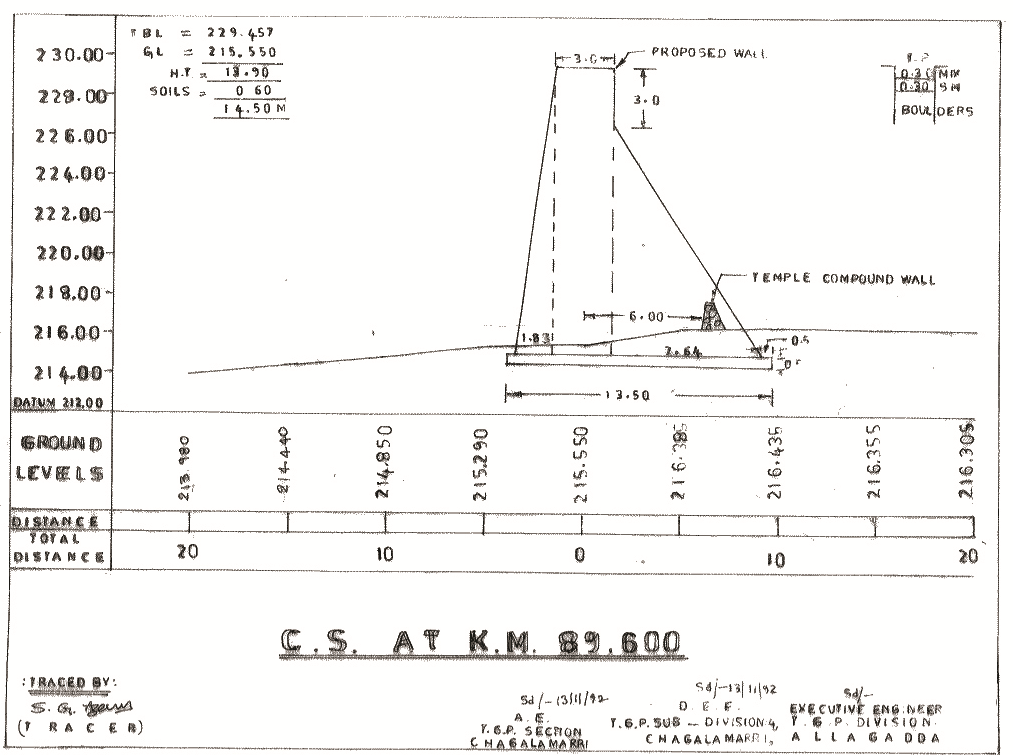 TBL = 229.457
GL = 215.550
H.T. = 13.90
SOILS = 0 60
14.50 M
230.00
228.00
226.00
224.00
222.00
220.00
218.00
216.00
214.00
DATUM 212.00
3.0
PROPOSED WALL
3.0
T.P
0.30 MIX
0.30 SM
BOULDERS
TEMPLE COMPOUND WALL
6.00
1.83
7.64
0.5
0.5
13.50
GROUND LEVELS
213.980 214.440 214.850 215.290 215.550 216.385 216.435 216.355 216.305
DISTANCE
TOTAL DISTANCE
20 10 0 10 20
C.S. AT K.M. 89.600
:TRACED BY:
S. G.
(TRACER)
Sd/-13/11/92
A.E.
T.G.P. SECTION
CHAGALAMARRI
Sd/-13/11/92
D.E.E.
T.G.P. SUB - DIVISION 4,
CHAGALAMARRI,
Sd/-
EXECUTIVE ENGINEER
T.G.P. DIVISION.
ALLAGADDA